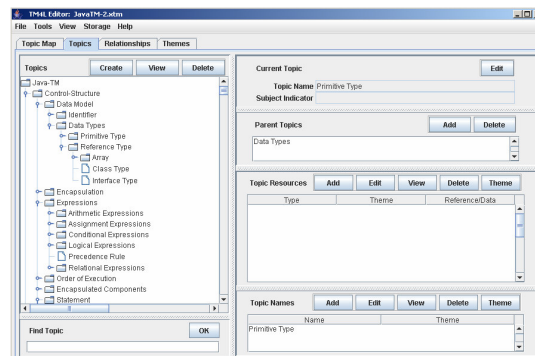 TM4L Editor: JavaTM-2.xtm
File Tools View Storage Help
Topic Map Topics Relationships Themes
Topics Create View Delete
Java-TM
Control-Structure
Data Model
Identifier
Data Types
Primitive Type
Reference Type
Array
Class Type
Interface Type
Encapsulation
Expressions
Arithmetic Expressions
Assignment Expressions
Conditional Expressions
Logical Expressions
Precedence Rule
Relational Expressions
Order of Execution
Encapsulated Components
Statement
Find Topic OK
Current Topic Edit
Topic Name Primitive Type
Subject Indicator
Parent Topics Add Delete
Data Types
Topic Resources Add Edit View Delete Theme
Type Theme Reference/Data
Topic Names Add Edit View Delete Theme
Name Theme
Primitive Type